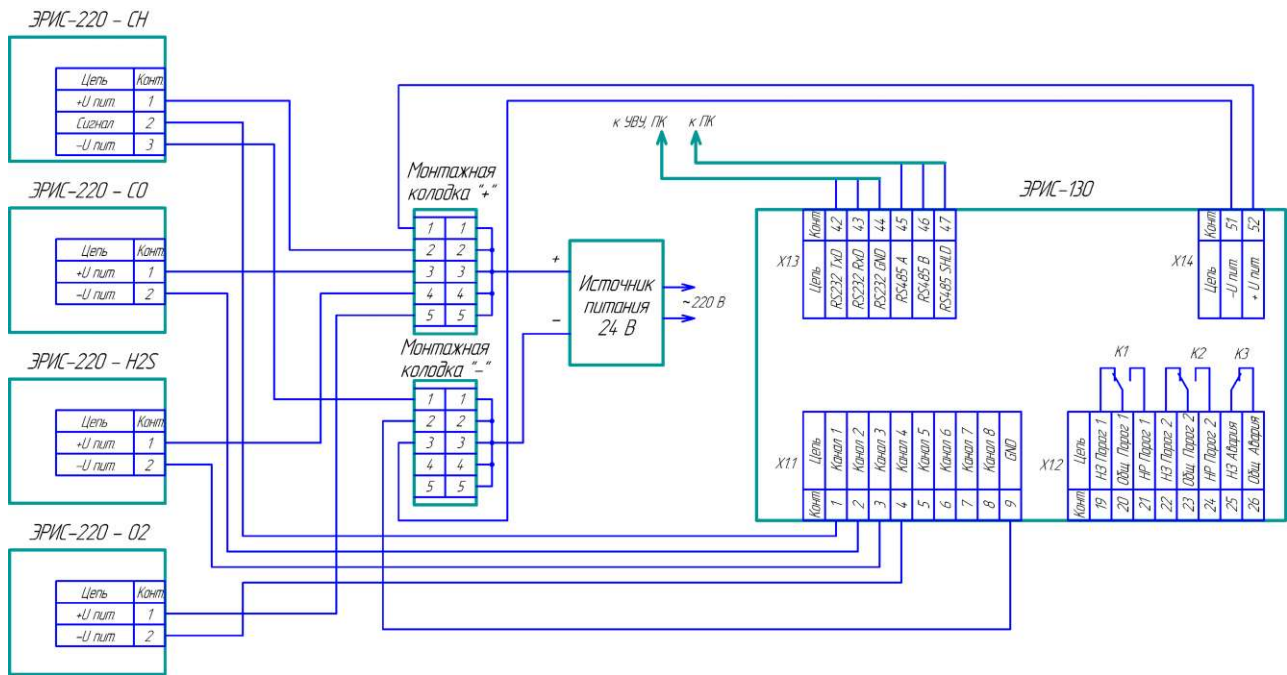 ЭРИС-220 - CH
Цепь Конт.
+U пит. 1
Сигнал 2
-U пит. 3
ЭРИС-220 - CO
Цепь Конт.
+U пит. 1
-U пит. 2
ЭРИС-220 - H2S
Цепь Конт.
+U пит. 1
-U пит. 2
ЭРИС-220 - O2
Цепь Конт.
+U пит. 1
-U пит. 2
Монтажная
колодка "+"
1 1
2 2
3 3
4 4
5 5
Монтажная
колодка "-"
1 1
2 2
3 3
4 4
5 5
+
-
Источник
питания
24 В
~220 В
к УВУ, ПК
к ПК
ЭРИС-130
X13
Конт. 42 43 44 45 46 47
Цепь
RS232 TxD
RS232 RxD
RS232 GND
RS485 A
RS485 B
RS485 SHLD
X14
Конт. 51 52
Цепь
-U пит.
+ U пит.
K1
K2
K3
X11
Цепь
Канал 1
Канал 2
Канал 3
Канал 4
Канал 5
Канал 6
Канал 7
Канал 8
GND
Конт. 1 2 3 4 5 6 7 8 9
X12
Цепь
НЗ Порог 1
Общ. Порог 1
НР Порог 1
НЗ Порог 2
Общ. Порог 2
НР Порог 2
НЗ Авария
Общ. Авария
Конт. 19 20 21 22 23 24 25 26